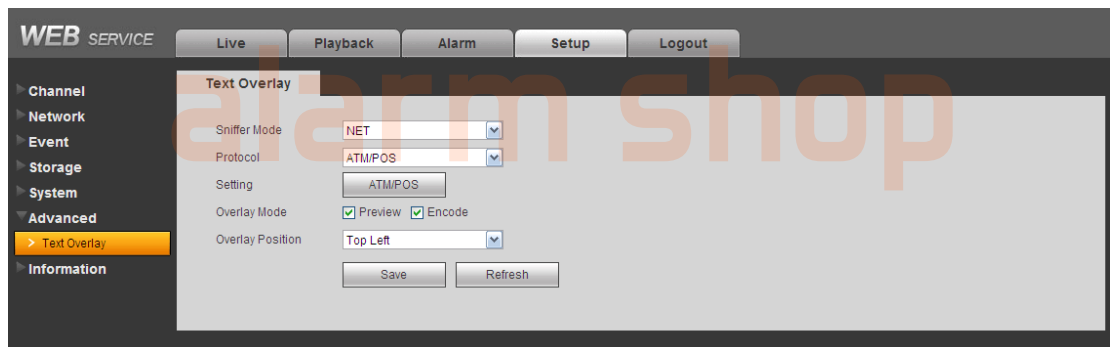 WEB SERVICE
Live Playback Alarm Setup Logout
Channel
Network
Event
Storage
System
Advanced
> Text Overlay
Information
Text Overlay
Sniffer Mode NET
Protocol ATM/POS
Setting ATM/POS
Overlay Mode Preview Encode
Overlay Position Top Left
Save Refresh
alarm shop